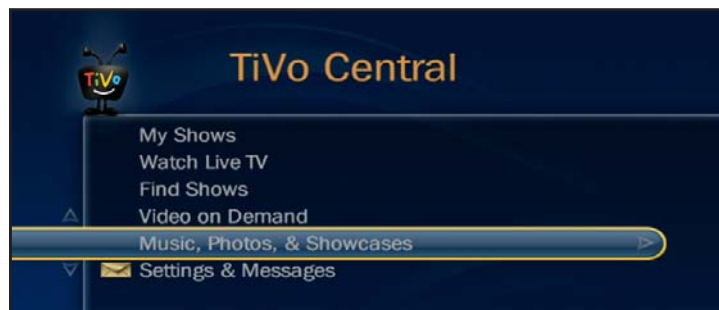 TiVo
TiVo Central
My Shows
Watch Live TV
Find Shows
Video on Demand
Music, Photos, & Showcases
Settings & Messages